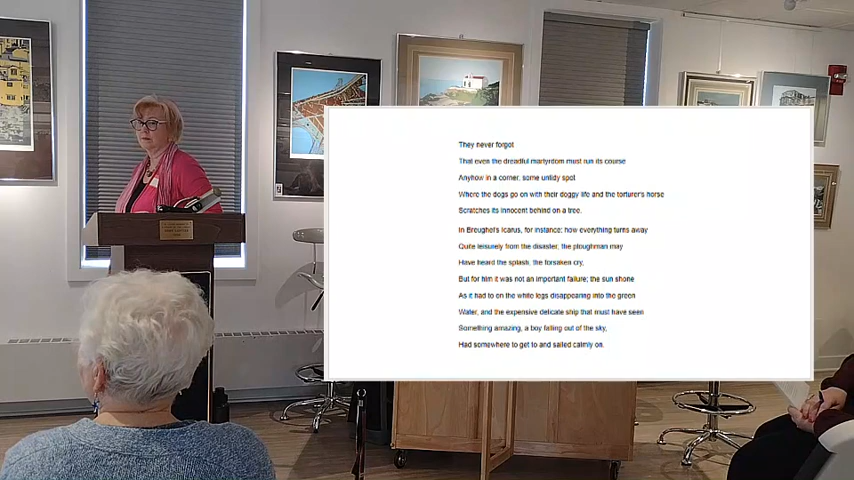 They never forgot
That even the dreadful martyrdom must run its course
Anyhow in a corner, some untidy spot
Where the dogs go on with their doggy life and the torturer's horse
Scratches its innocent behind on a tree.
In Breughel's Icarus, for instance: how everything turns away
Quite leisurely from the disaster; the ploughman may
Have heard the splash, the forsaken cry,
But for him it was not an important failure; the sun shone
As it had to on the white legs disappearing into the green
Water, and the expensive delicate ship that must have seen
Something amazing, a boy falling out of the sky,
Had somewhere to get to and sailed calmly on.